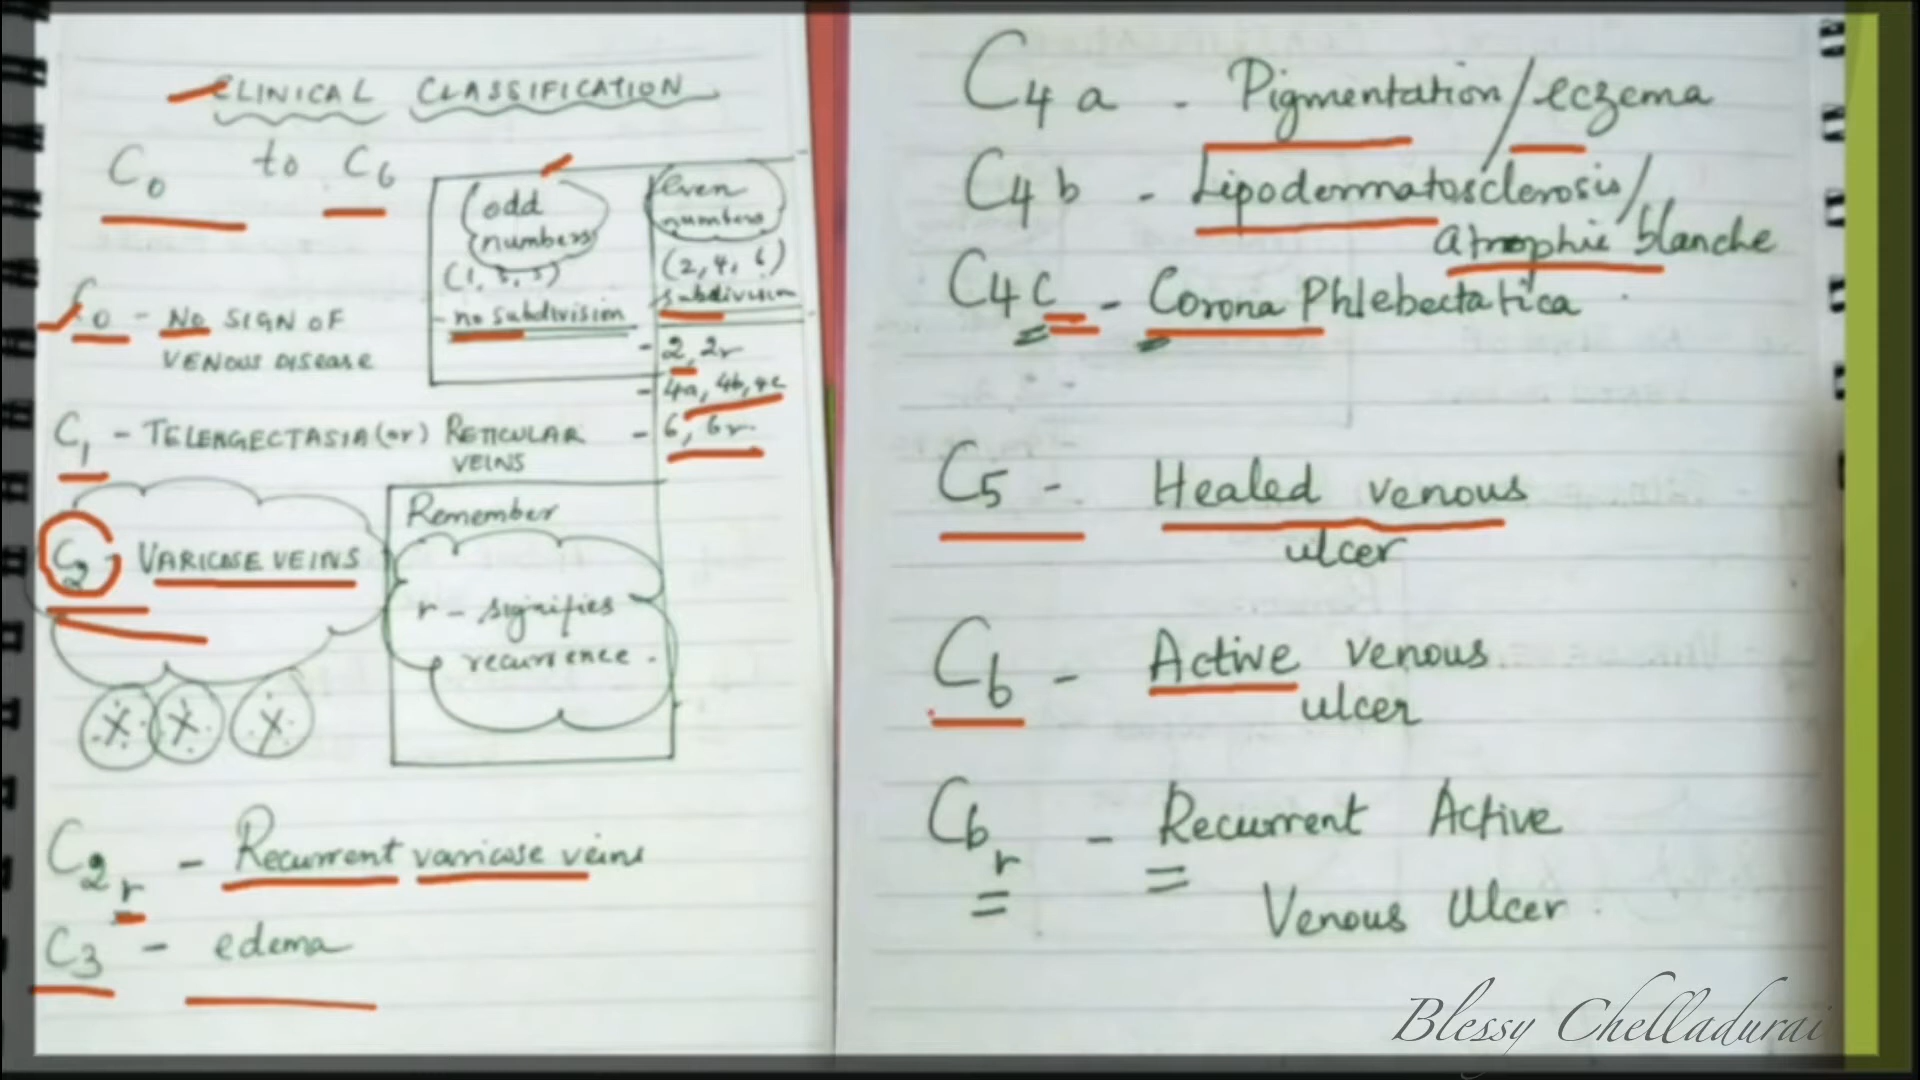 CLINICAL CLASSIFICATION
C0 to C6
odd
numbers
(1, 3, 5)
no subdivision
even
numbers
(2, 4, 6)
subdivision
- 2, 2r
- 4a, 4b, 4c
- 6, 6r
C0 - NO SIGN OF
VENOUS DISEASE
C1 - TELENGECTASIA (or) RETICULAR
VEINS
C2 - VARICOSE VEINS
Remember
r - signifies
recurrence.
C2r - Recurrent varicose veins
C3 - edema
C4a - Pigmentation/eczema
C4b - Lipodermatosclerosis/
atrophie blanche
C4c - Corona Phlebectatica
C5 - Healed venous
ulcer
C6 - Active venous
ulcer
C6r - Recurrent Active
Venous Ulcer
Blessy Chelladurai